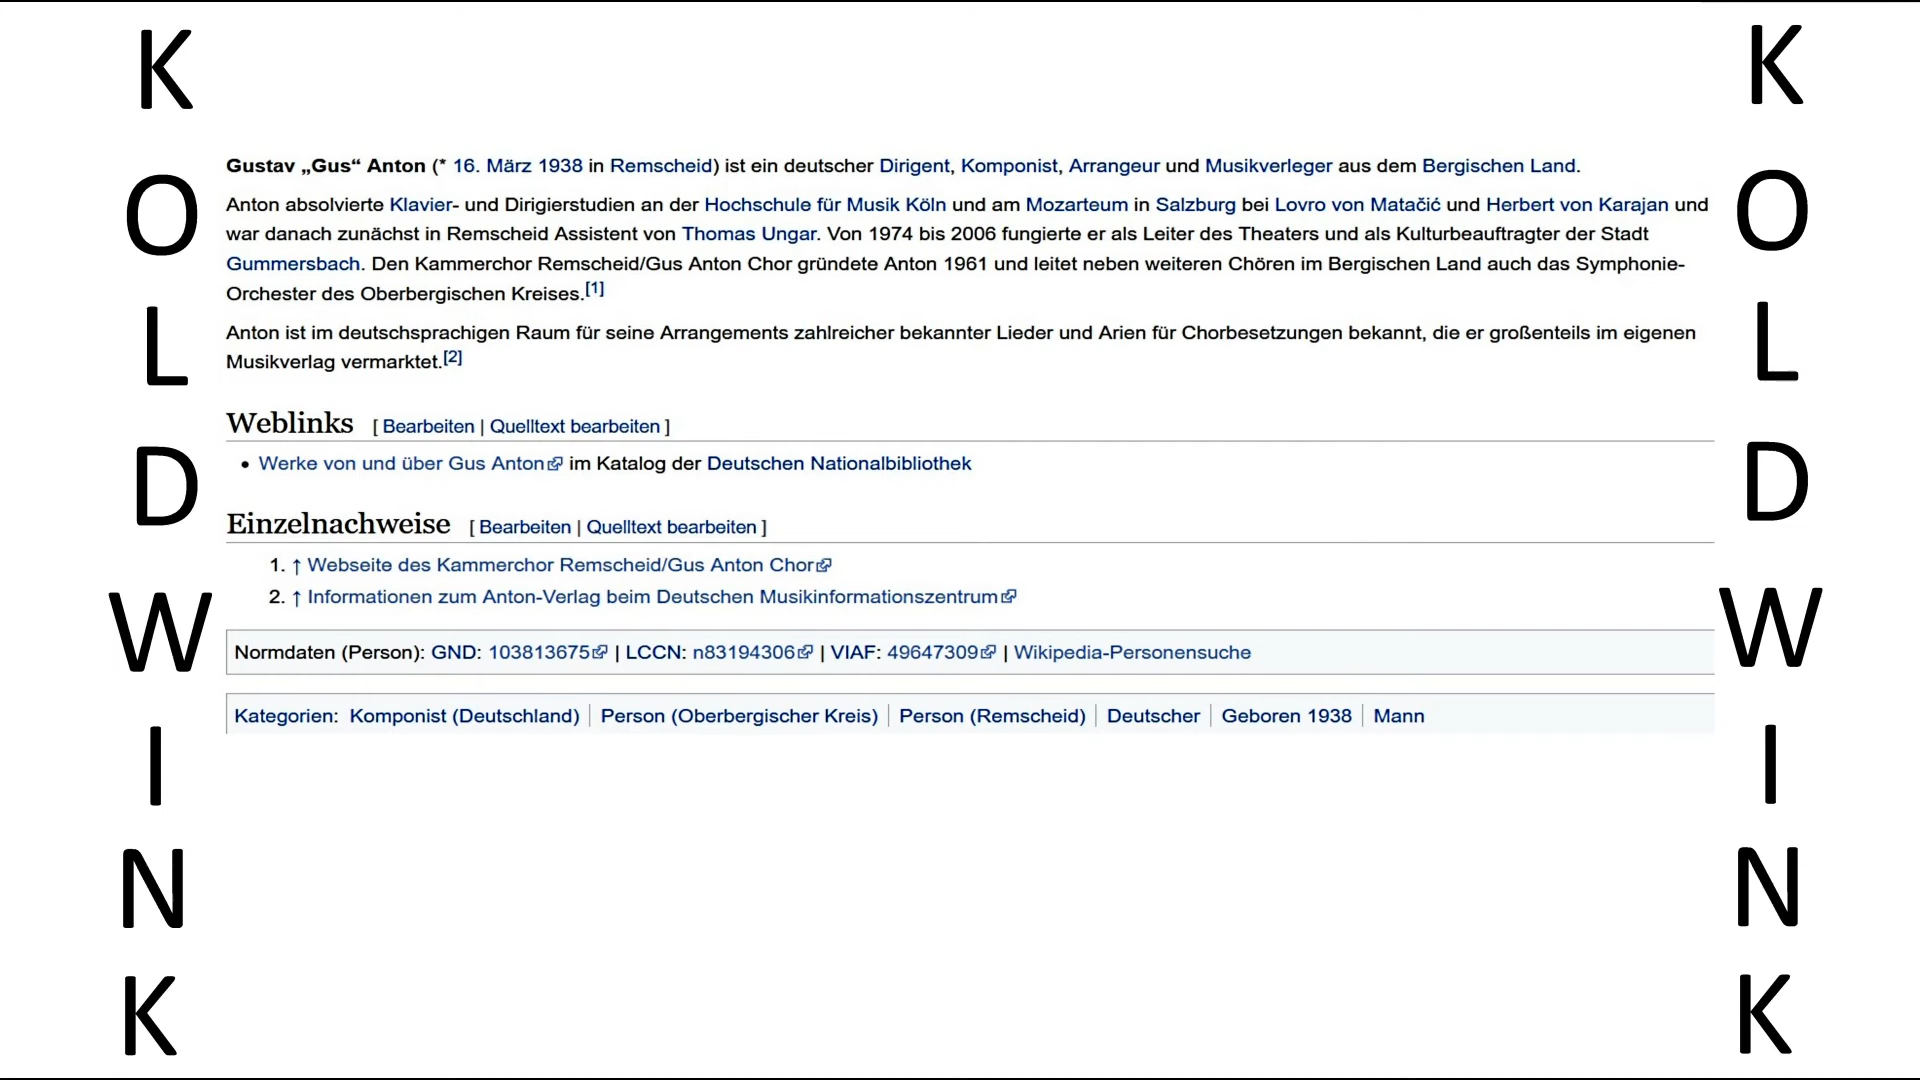 K
O
L
D
W
I
N
K
Gustav „Gus“ Anton (* 16. März 1938 in Remscheid) ist ein deutscher Dirigent, Komponist, Arrangeur und Musikverleger aus dem Bergischen Land.
Anton absolvierte Klavier- und Dirigierstudien an der Hochschule für Musik Köln und am Mozarteum in Salzburg bei Lovro von Matačić und Herbert von Karajan und
war danach zunächst in Remscheid Assistent von Thomas Ungar. Von 1974 bis 2006 fungierte er als Leiter des Theaters und als Kulturbeauftragter der Stadt
Gummersbach. Den Kammerchor Remscheid/Gus Anton Chor gründete Anton 1961 und leitet neben weiteren Chören im Bergischen Land auch das Symphonie-
Orchester des Oberbergischen Kreises.[1]
Anton ist im deutschsprachigen Raum für seine Arrangements zahlreicher bekannter Lieder und Arien für Chorbesetzungen bekannt, die er großenteils im eigenen
Musikverlag vermarktet.[2]
Weblinks [ Bearbeiten | Quelltext bearbeiten ]
• Werke von und über Gus Anton im Katalog der Deutschen Nationalbibliothek
Einzelnachweise [ Bearbeiten | Quelltext bearbeiten ]
1. ↑ Webseite des Kammerchor Remscheid/Gus Anton Chor
2. ↑ Informationen zum Anton-Verlag beim Deutschen Musikinformationszentrum
Normdaten (Person): GND: 103813675 | LCCN: n83194306 | VIAF: 49647309 | Wikipedia-Personensuche
Kategorien: Komponist (Deutschland) | Person (Oberbergischer Kreis) | Person (Remscheid) | Deutscher | Geboren 1938 | Mann
K
O
L
D
W
I
N
K